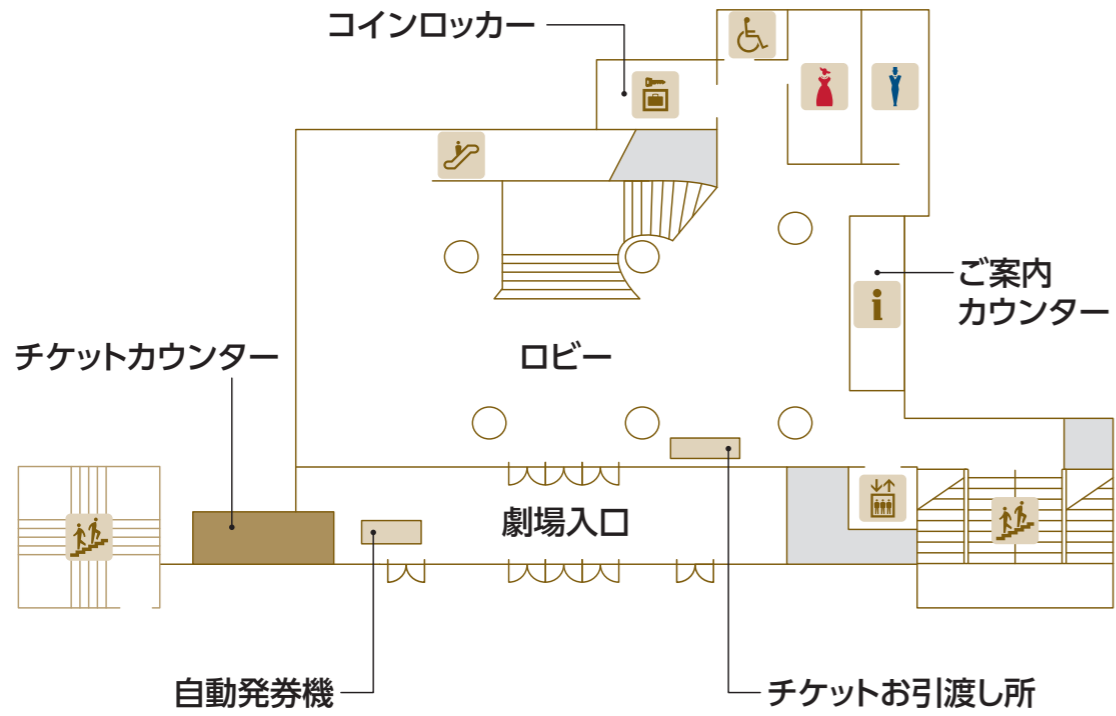 コインロッカー
ご案内
カウンター
チケットカウンター
ロビー
劇場入口
自動発券機
チケットお引渡し所